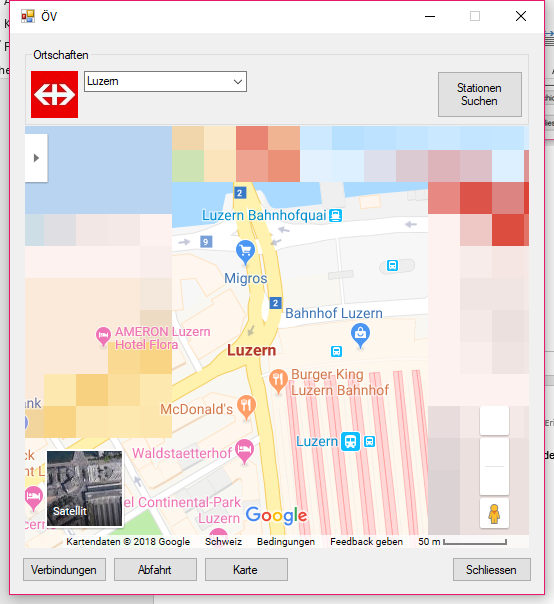 ÖV
Ortschaften
Luzern
Stationen
Suchen
2
Luzern Bahnhofquai
9
Migros
2
Bahnhof Luzern
AMERON Luzern
Hotel Flora
Luzern
Burger King
Luzern Bahnhof
McDonald's
Luzern
Waldstaetterhof
Satellit
el Continental-Park
Luzern
Google
Kartendaten © 2018 Google
Schweiz
Bedingungen
Feedback geben
50 m
Verbindungen
Abfahrt
Karte
Schliessen